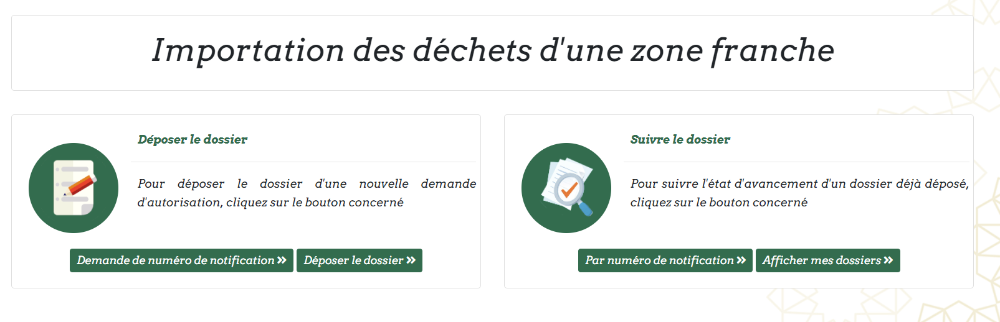 Importation des déchets d'une zone franche
Déposer le dossier
Pour déposer le dossier d'une nouvelle demande
d'autorisation, cliquez sur le bouton concerné
Demande de numéro de notification »
Déposer le dossier »
Suivre le dossier
Pour suivre l'état d'avancement d'un dossier déjà déposé,
cliquez sur le bouton concerné
Par numéro de notification »
Afficher mes dossiers »